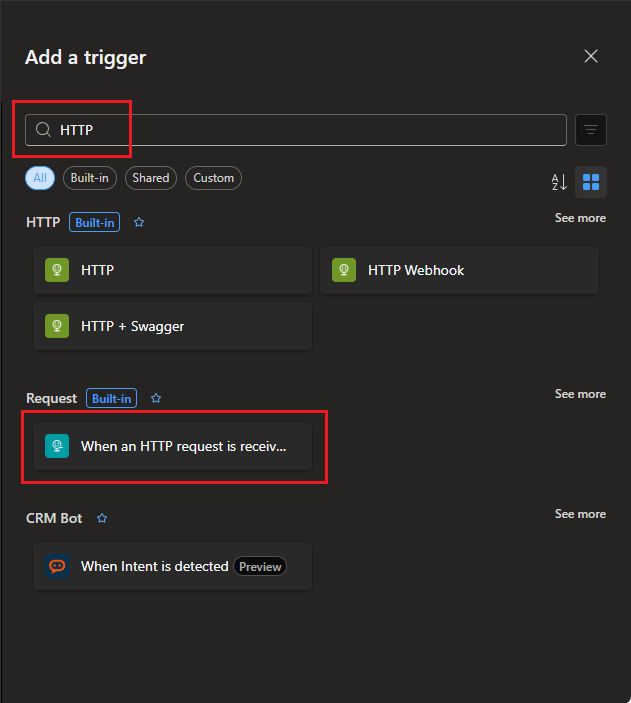 Add a trigger
HTTP
All Built-in Shared Custom
A
Z
HTTP Built-in See more
HTTP HTTP Webhook
HTTP + Swagger
Request Built-in See more
When an HTTP request is receiv...
CRM Bot See more
When Intent is detected Preview